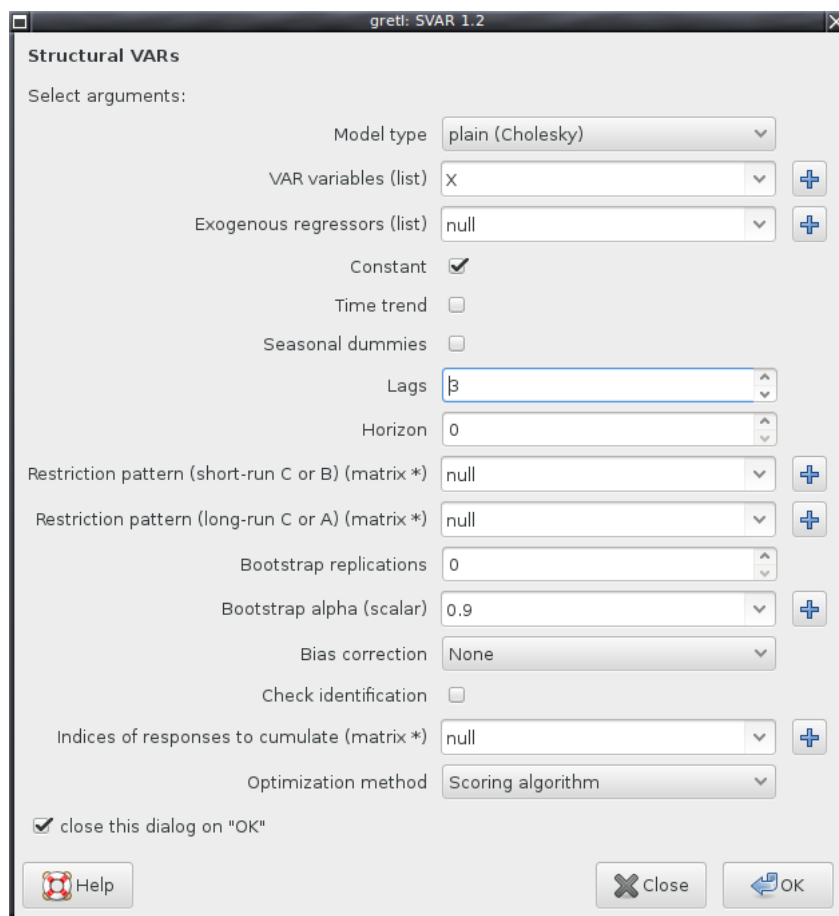 gretl: SVAR 1.2
Structural VARs
Select arguments:
Model type plain (Cholesky)
VAR variables (list) X
Exogenous regressors (list) null
Constant
Time trend
Seasonal dummies
Lags 3
Horizon 0
Restriction pattern (short-run C or B) (matrix *) null
Restriction pattern (long-run C or A) (matrix *) null
Bootstrap replications 0
Bootstrap alpha (scalar) 0.9
Bias correction None
Check identification
Indices of responses to cumulate (matrix *) null
Optimization method Scoring algorithm
close this dialog on "OK"
Help Close OK